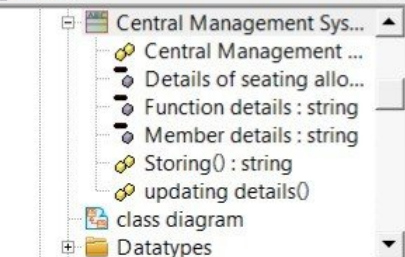 Central Management Sys...
Central Management ...
Details of seating allo...
Function details : string
Member details : string
Storing() : string
updating details()
class diagram
Datatypes